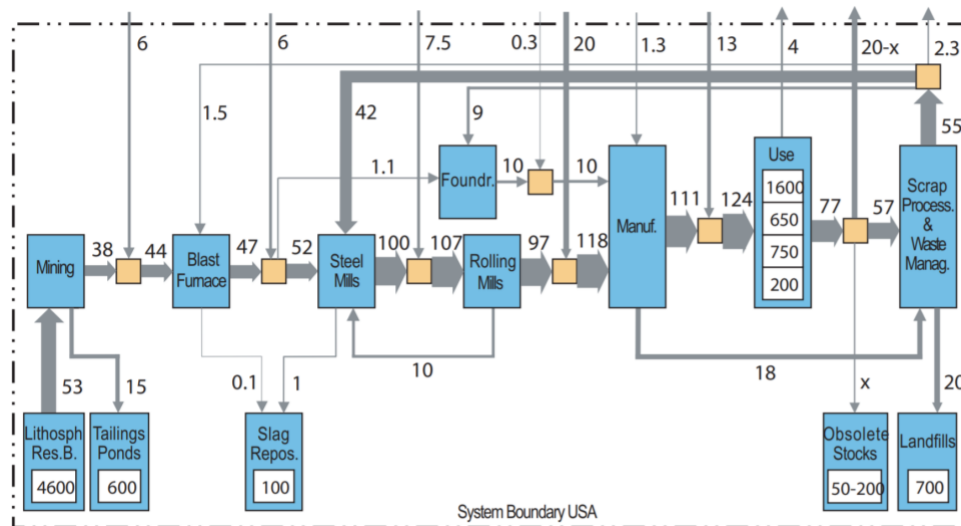 6
6
7.5
0.3
20
1.3
13
4
20-x
2.3
1.5
42
9
55
1.1
Foundr.
10
10
Use
1600
650
750
200
Scrap
Process.
&
Waste
Manag.
Mining
38
44
Blast
Furnace
47
52
Steel
Mills
100
107
Rolling
Mills
97
118
Manuf.
111
124
77
57
53
15
0.1
1
10
18
x
20
Lithosph
Res.B.
4600
Tailings
Ponds
600
Slag
Repos.
100
Obsolete
Stocks
50-200
Landfills
700
System Boundary USA